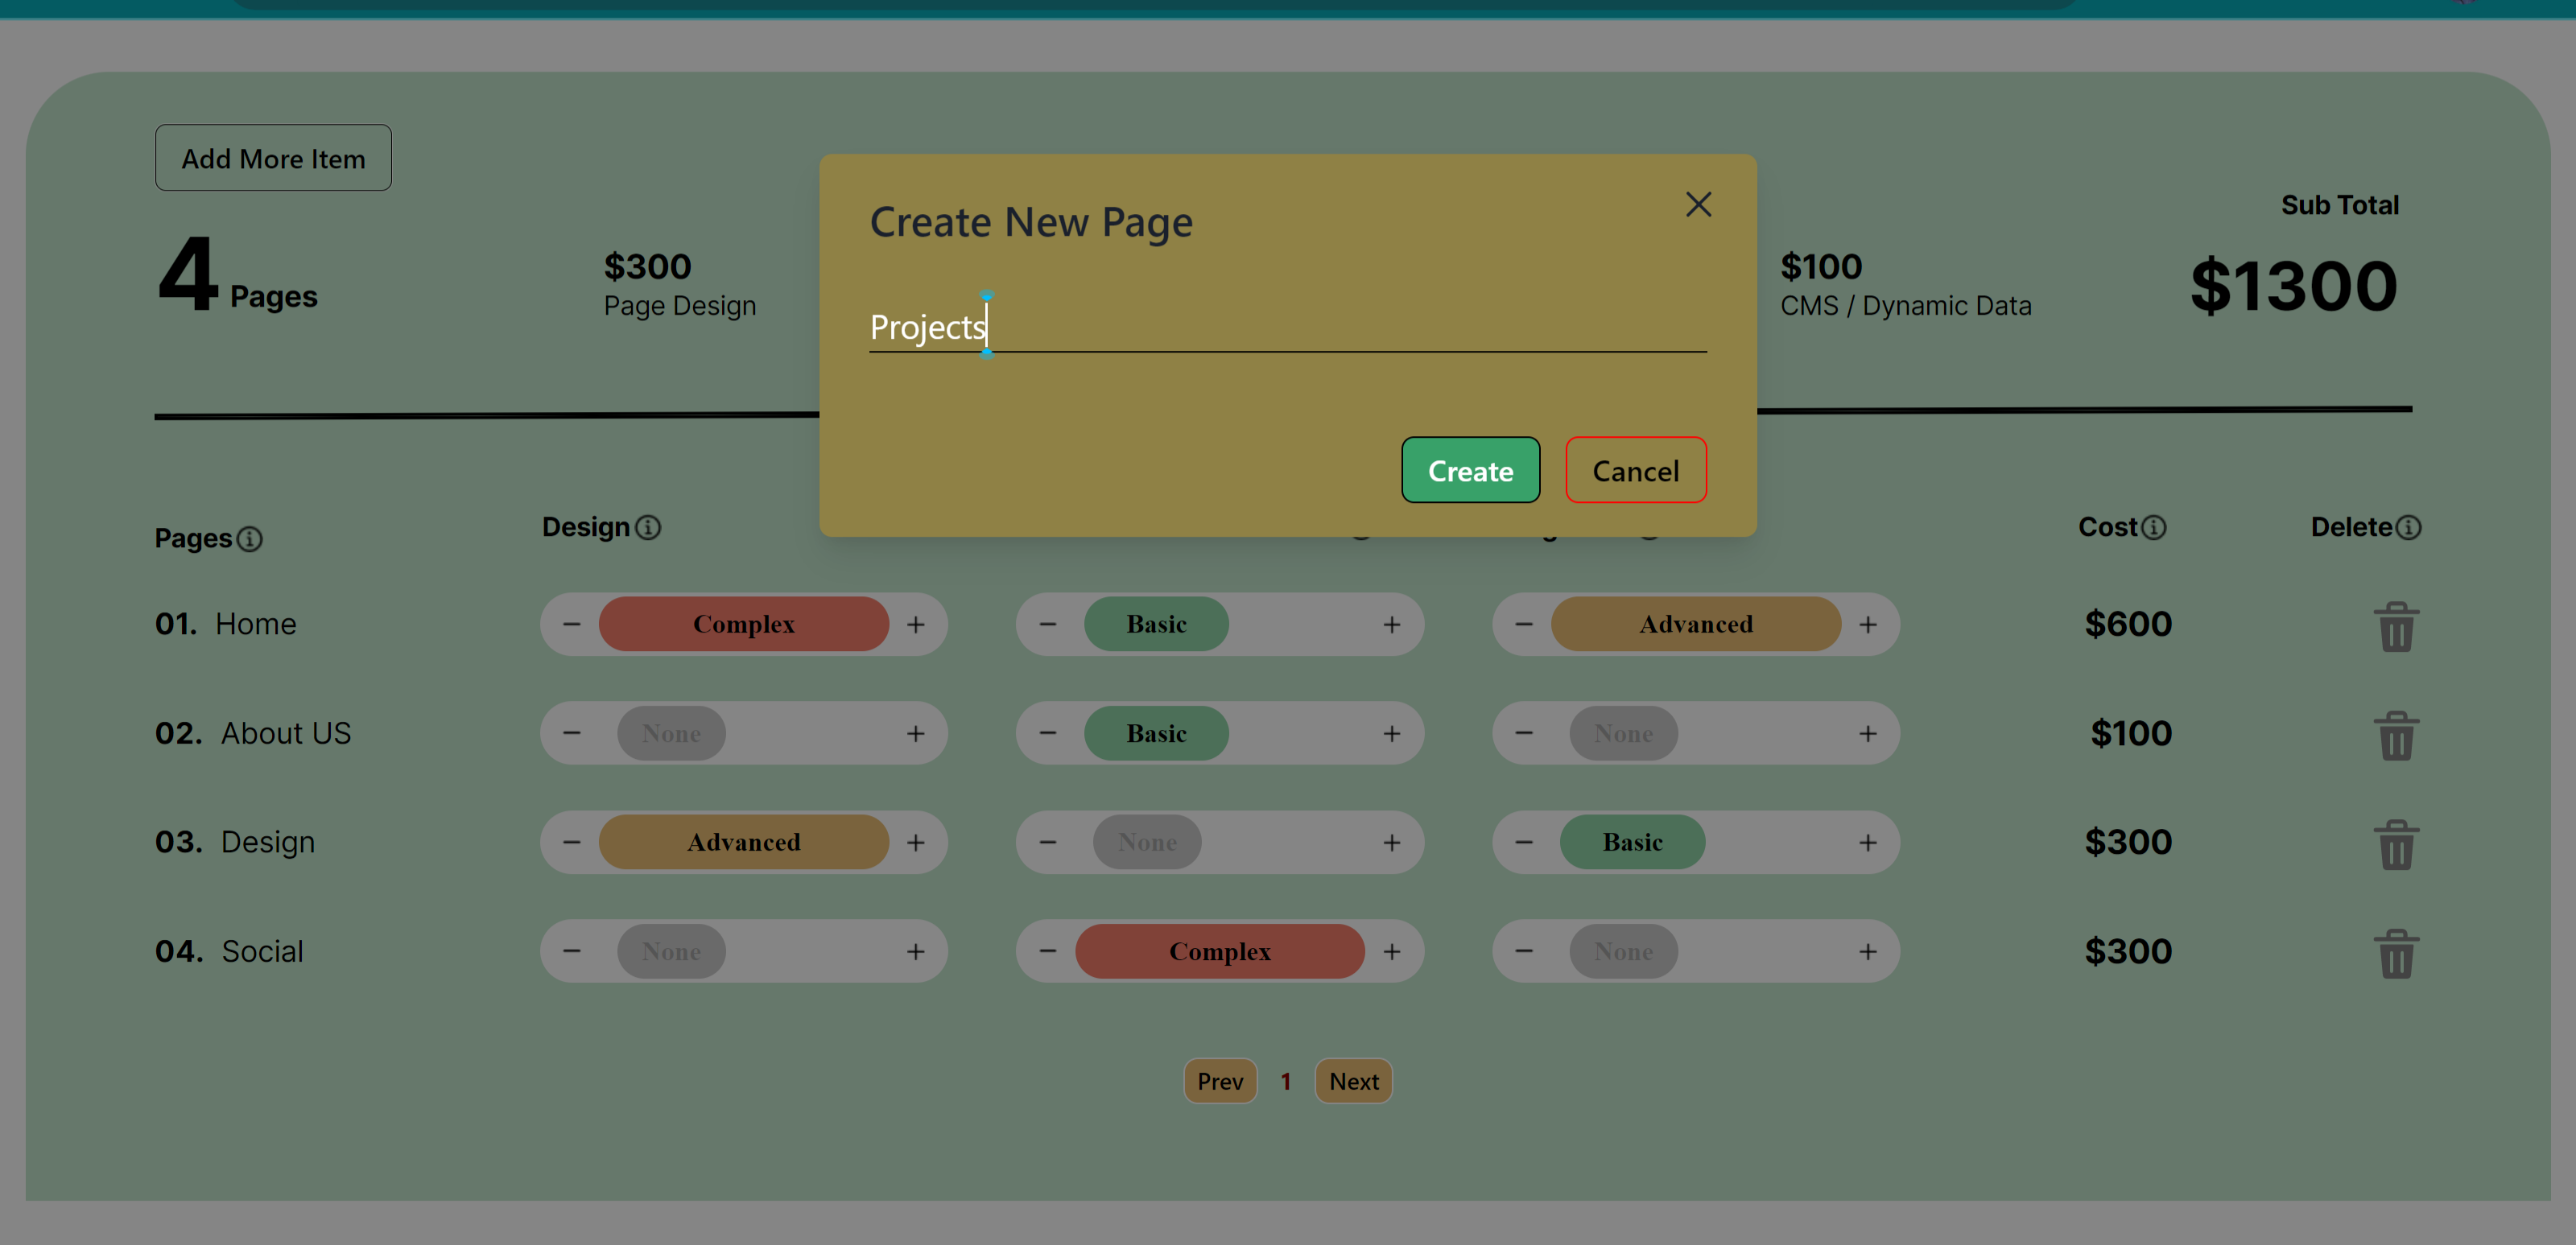 Add More Item
Create New Page
Sub Total
4 Pages
$300
Page Design
Projects
$100
CMS / Dynamic Data
$1300
Create
Cancel
Pages
Design
Cost
Delete
01. Home Complex Basic Advanced $600
02. About US None Basic None $100
03. Design Advanced None Basic $300
04. Social None Complex None $300
Prev 1 Next